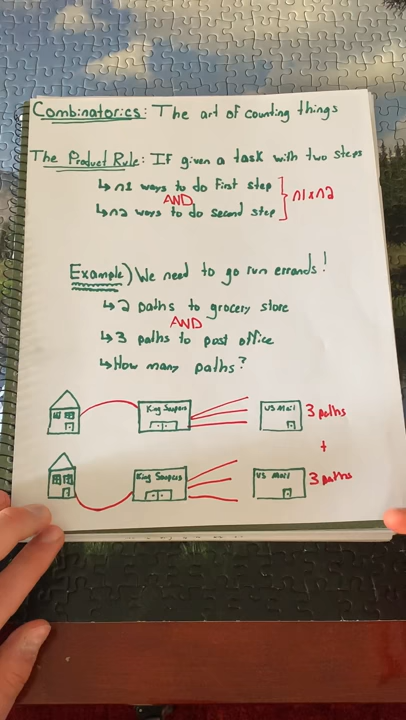 Combinatorics: The art of counting things
The Product Rule: If given a task with two steps
↳ n1 ways to do first step
AND
↳ n2 ways to do second step
n1 x n2
Example) We need to go run errands!
↳ 2 paths to grocery store
AND
↳ 3 paths to post office
↳ How many paths?
King Soopers
US Mail
3 paths
+
King Soopers
US Mail
3 paths